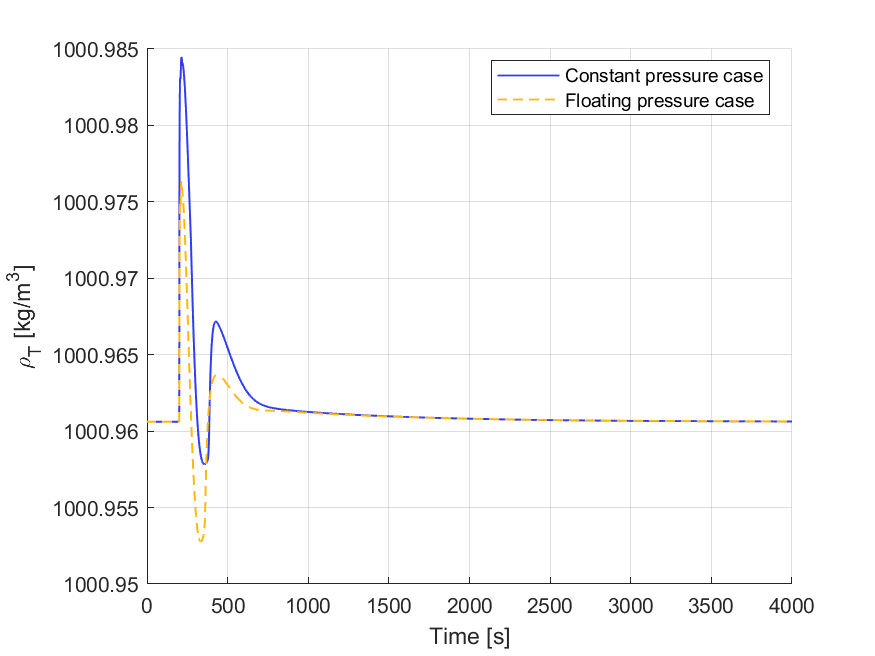 1000.985
1000.98
1000.975
1000.97
1000.965
1000.96
1000.955
1000.95
ρT [kg/m3]
Constant pressure case
Floating pressure case
0 500 1000 1500 2000 2500 3000 3500 4000
Time [s]